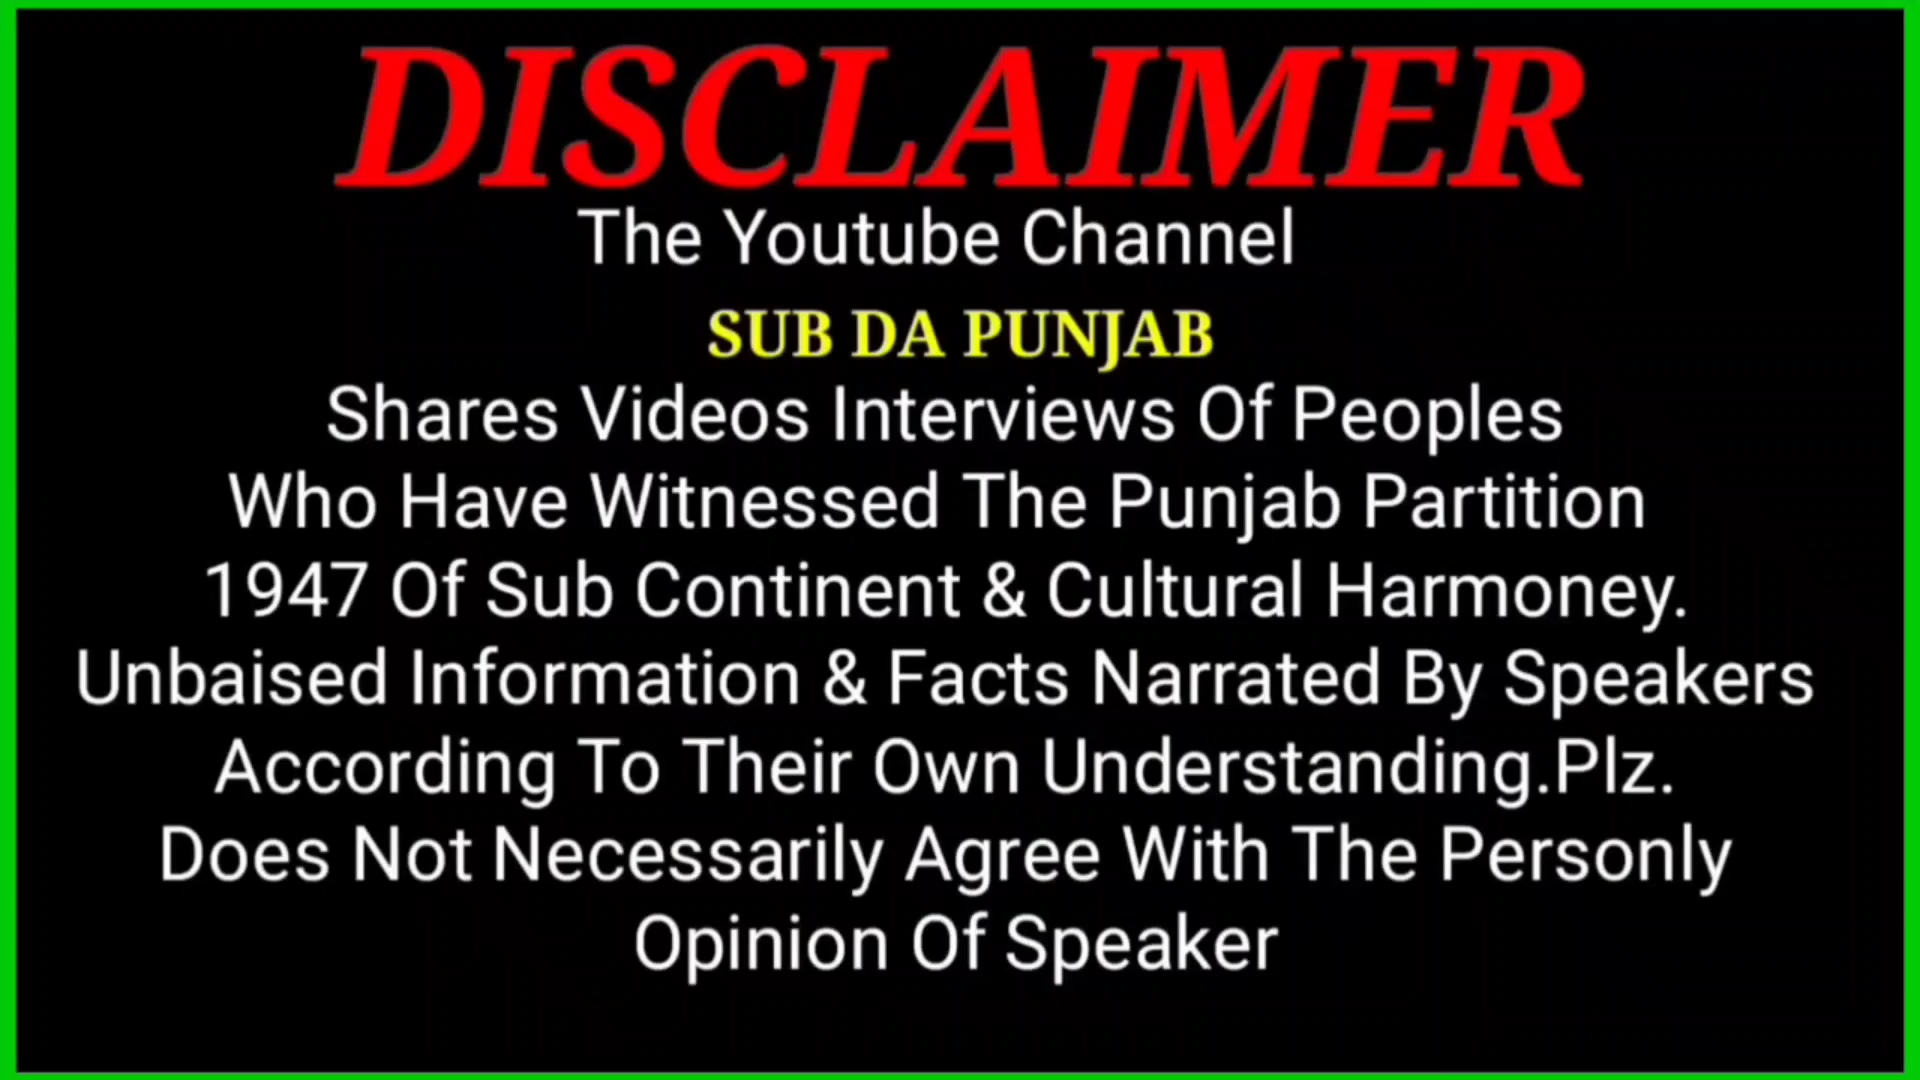 DISCLAIMER
The Youtube Channel
SUB DA PUNJAB
Shares Videos Interviews Of Peoples
Who Have Witnessed The Punjab Partition
1947 Of Sub Continent & Cultural Harmoney.
Unbaised Information & Facts Narrated By Speakers
According To Their Own Understanding.Plz.
Does Not Necessarily Agree With The Personly
Opinion Of Speaker